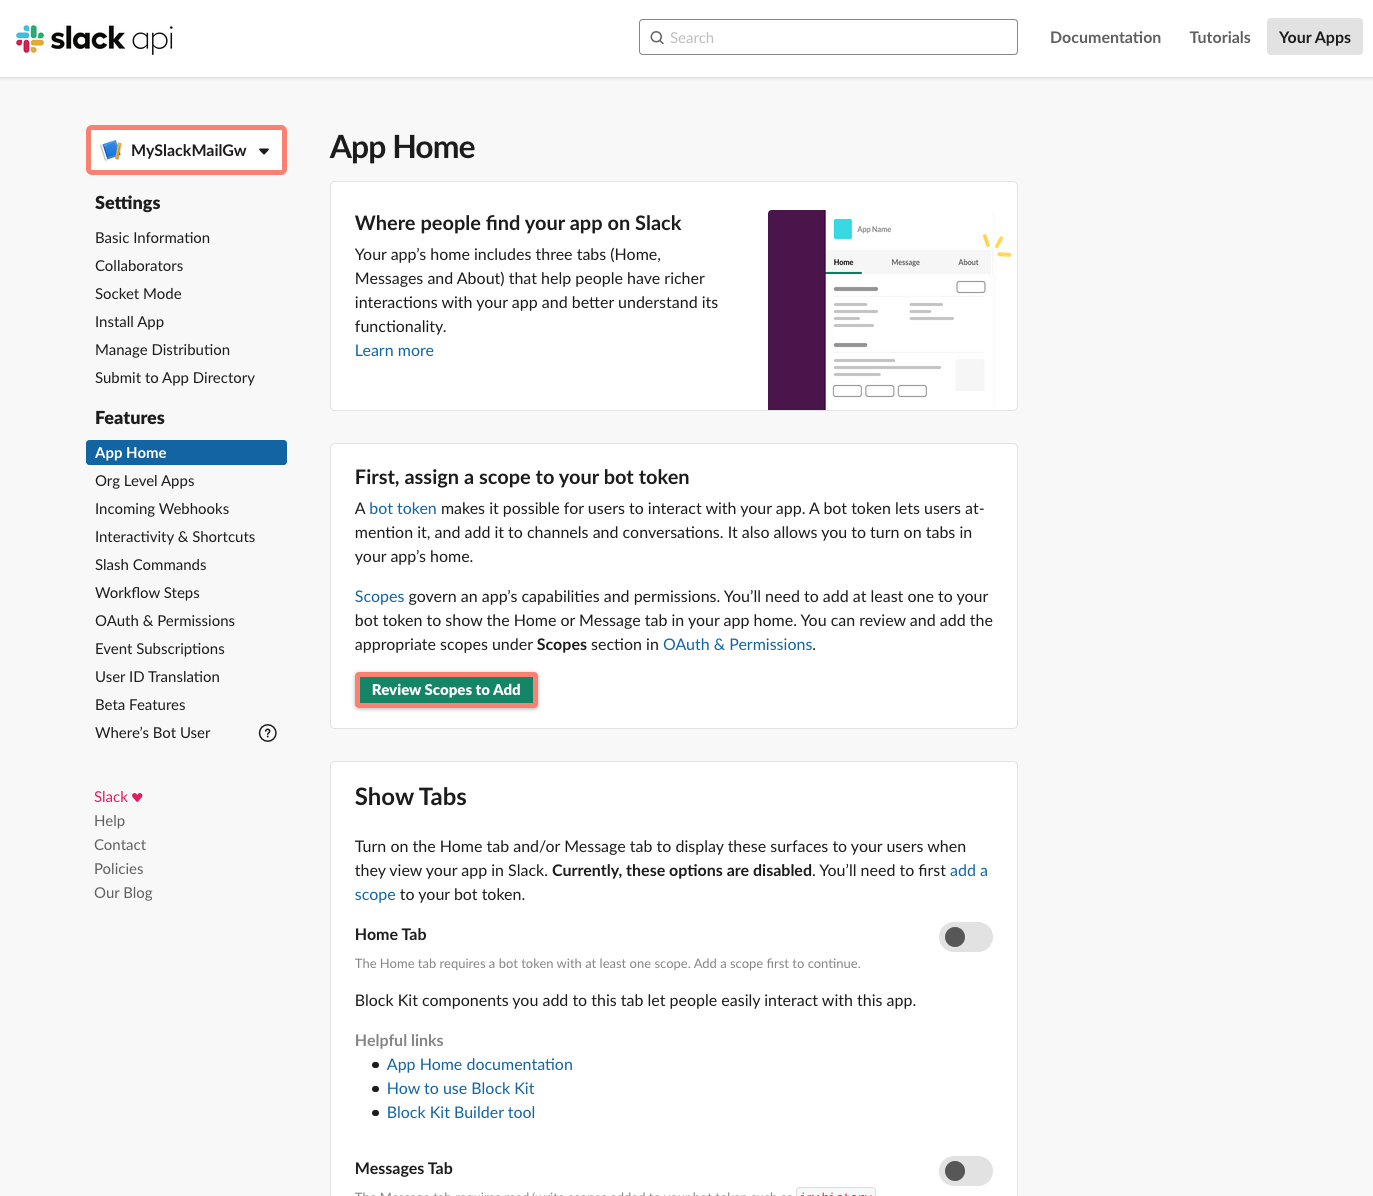 slack api
Search
Documentation
Tutorials
Your Apps
MySlackMailGw
Settings
Basic Information
Collaborators
Socket Mode
Install App
Manage Distribution
Submit to App Directory
Features
App Home
Org Level Apps
Incoming Webhooks
Interactivity & Shortcuts
Slash Commands
Workflow Steps
OAuth & Permissions
Event Subscriptions
User ID Translation
Beta Features
Where's Bot User
?
Slack ♥
Help
Contact
Policies
Our Blog
App Home
Where people find your app on Slack
Your app's home includes three tabs (Home,
Messages and About) that help people have richer
interactions with your app and better understand its
functionality.
Learn more
App Name
Home
Message
About
First, assign a scope to your bot token
A bot token makes it possible for users to interact with your app. A bot token lets users at-
mention it, and add it to channels and conversations. It also allows you to turn on tabs in
your app's home.
Scopes govern an app's capabilities and permissions. You'll need to add at least one to your
bot token to show the Home or Message tab in your app home. You can review and add the
appropriate scopes under Scopes section in OAuth & Permissions.
Review Scopes to Add
Show Tabs
Turn on the Home tab and/or Message tab to display these surfaces to your users when
they view your app in Slack. Currently, these options are disabled. You'll need to first add a
scope to your bot token.
Home Tab
The Home tab requires a bot token with at least one scope. Add a scope first to continue.
Block Kit components you add to this tab let people easily interact with this app.
Helpful links
• App Home documentation
• How to use Block Kit
• Block Kit Builder tool
Messages Tab